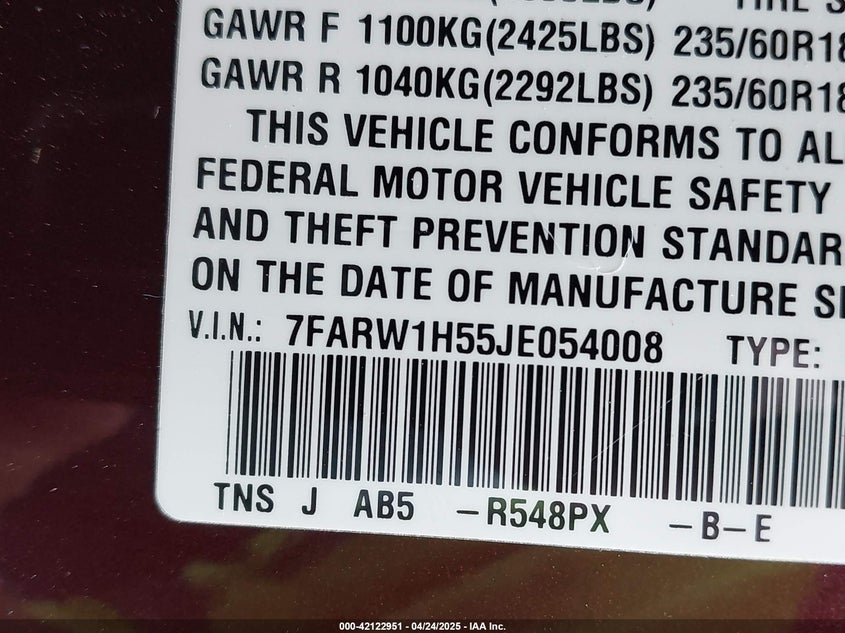 GAWR F 1100KG(2425LBS) 235/60R18
GAWR R 1040KG(2292LBS) 235/60R18
THIS VEHICLE CONFORMS TO AL
FEDERAL MOTOR VEHICLE SAFETY
AND THEFT PREVENTION STANDAR
ON THE DATE OF MANUFACTURE S
V.I.N.: 7FARW1H55JE054008 TYPE:
TNS J AB5 -R548PX -B-E
000-42122951 - 04/24/2025 - IAA Inc.